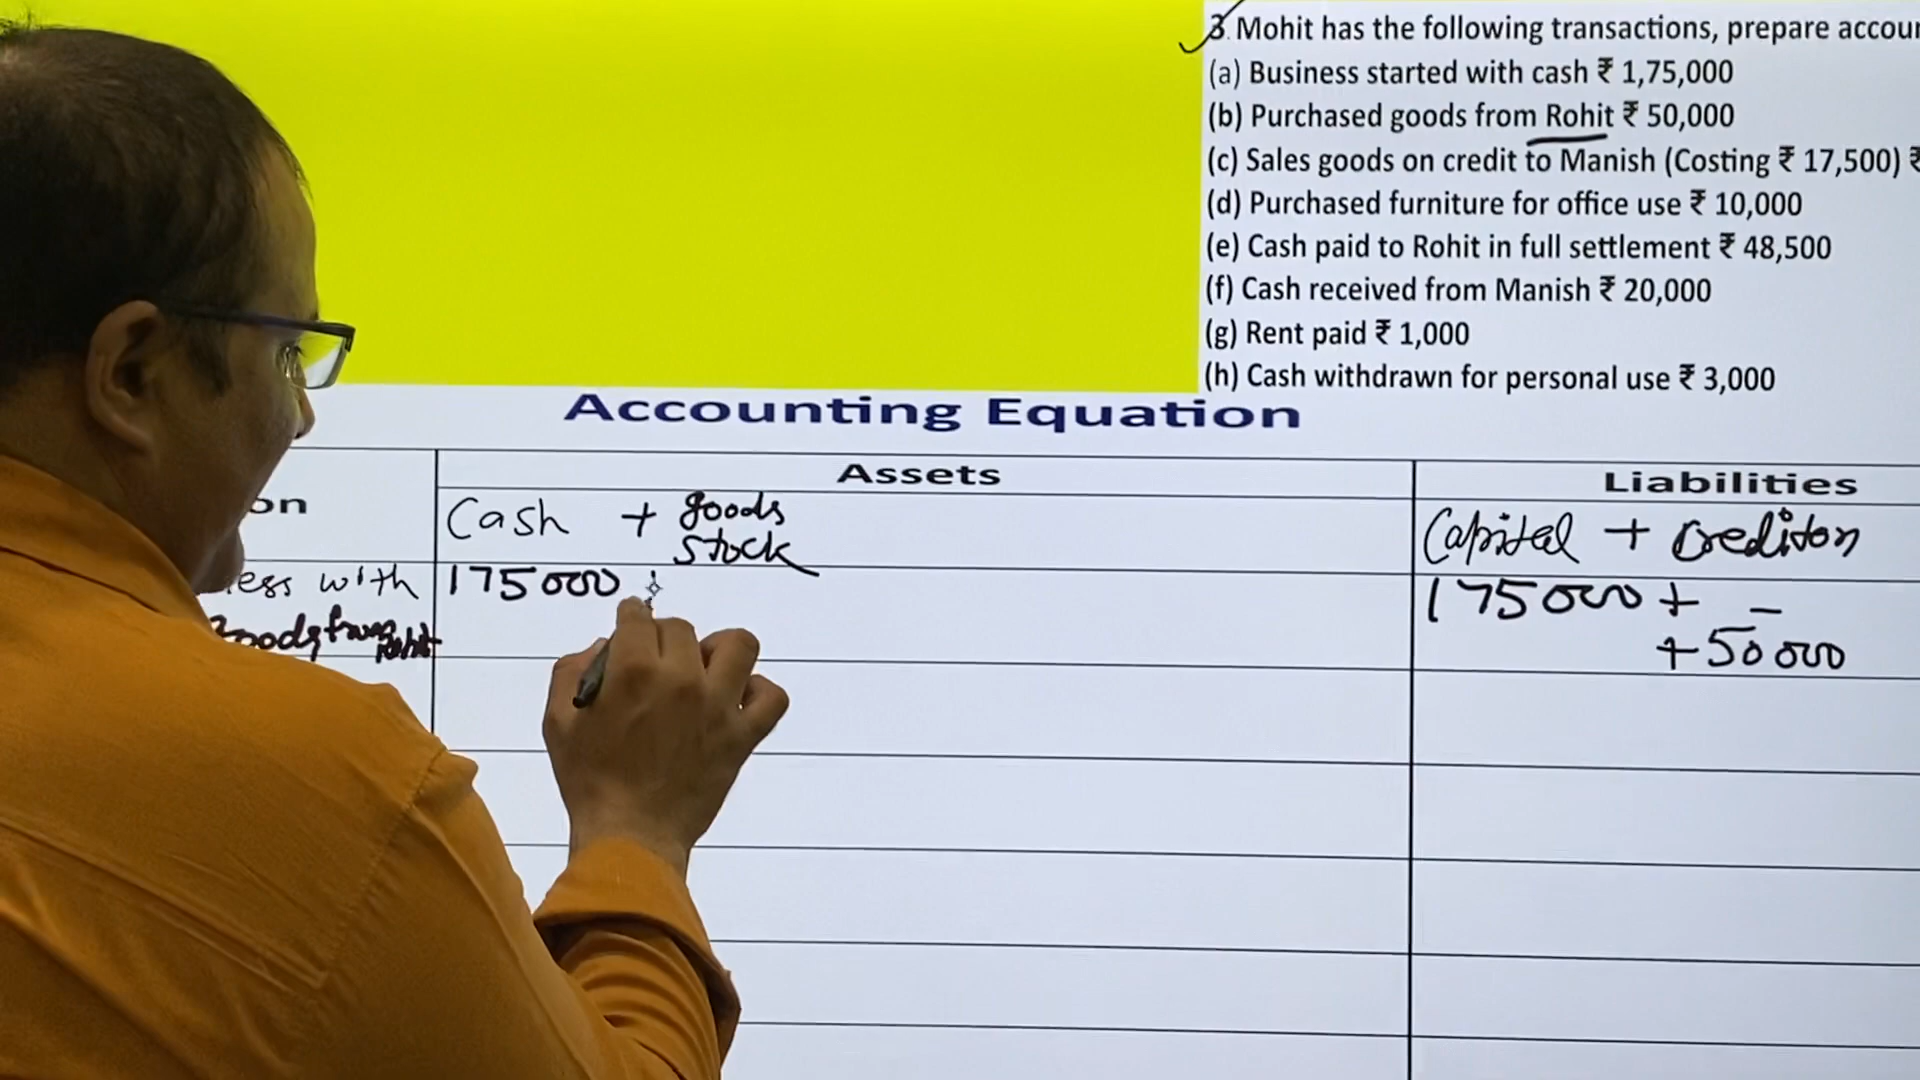 3. Mohit has the following transactions, prepare accou
(a) Business started with cash ₹ 1,75,000
(b) Purchased goods from Rohit ₹ 50,000
(c) Sales goods on credit to Manish (Costing ₹ 17,500) ₹
(d) Purchased furniture for office use ₹ 10,000
(e) Cash paid to Rohit in full settlement ₹ 48,500
(f) Cash received from Manish ₹ 20,000
(g) Rent paid ₹ 1,000
(h) Cash withdrawn for personal use ₹ 3,000
Accounting Equation
on Assets Liabilities
Cash + goods stock Capital + creditors
ess with 175000 175000 + -
goods from Rohit +50000